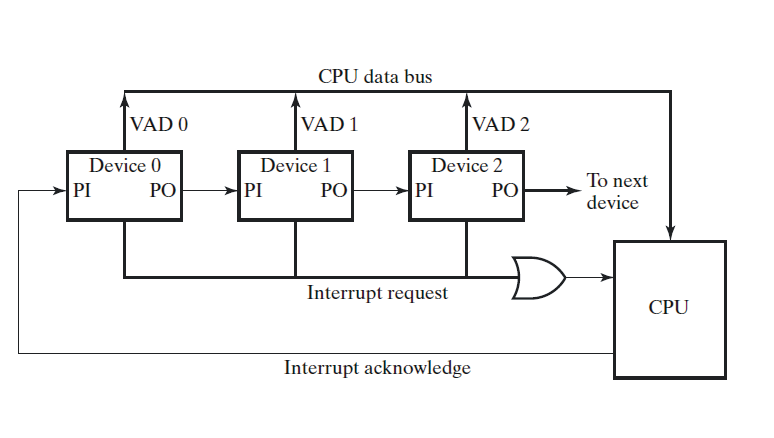 CPU data bus
VAD 0
VAD 1
VAD 2
Device 0
PI PO
Device 1
PI PO
Device 2
PI PO
To next
device
Interrupt request
CPU
Interrupt acknowledge